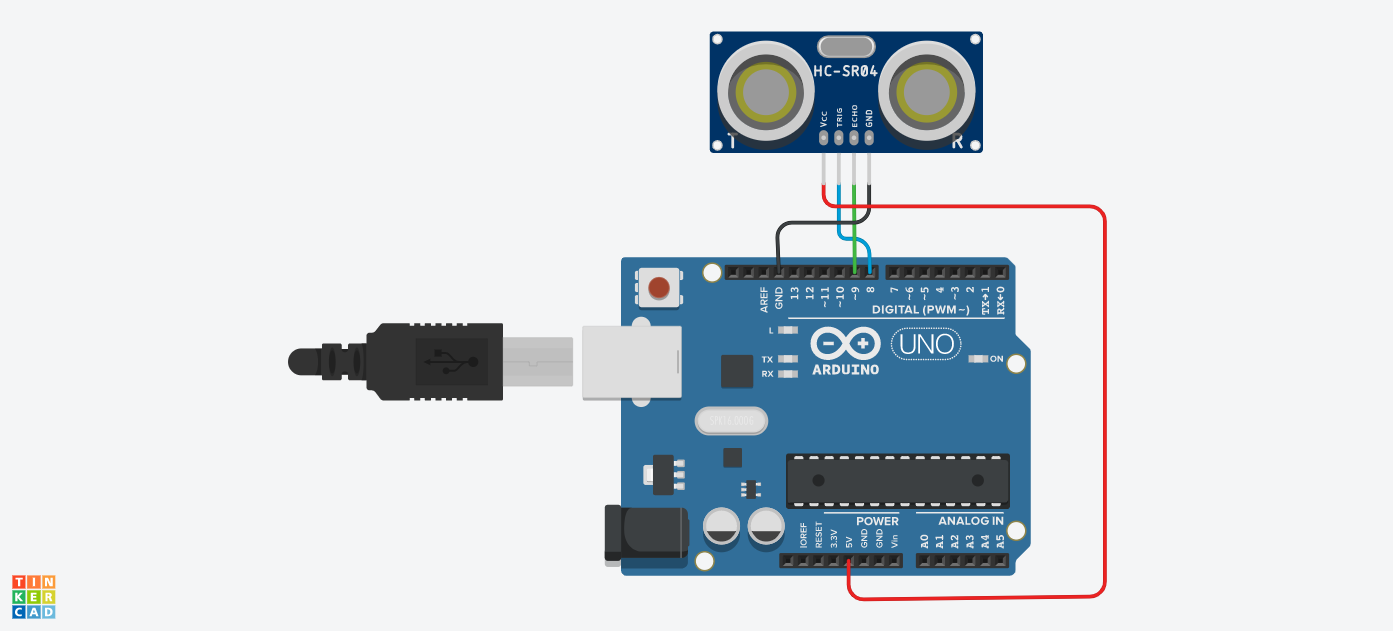 HC-SR04
Vcc
TRIG
ECHO
GND
T
R
AREF
GND
13
12
~11
~10
~9
8
7
~6
~5
4
~3
2
TX→1
RX←0
DIGITAL (PWM~)
L
TX
RX
UNO
ON
ARDUINO
SPK16.000G
POWER
ANALOG IN
IOREF
RESET
3.3V
5V
GND
GND
Vin
A0
A1
A2
A3
A4
A5
TIN
KER
CAD